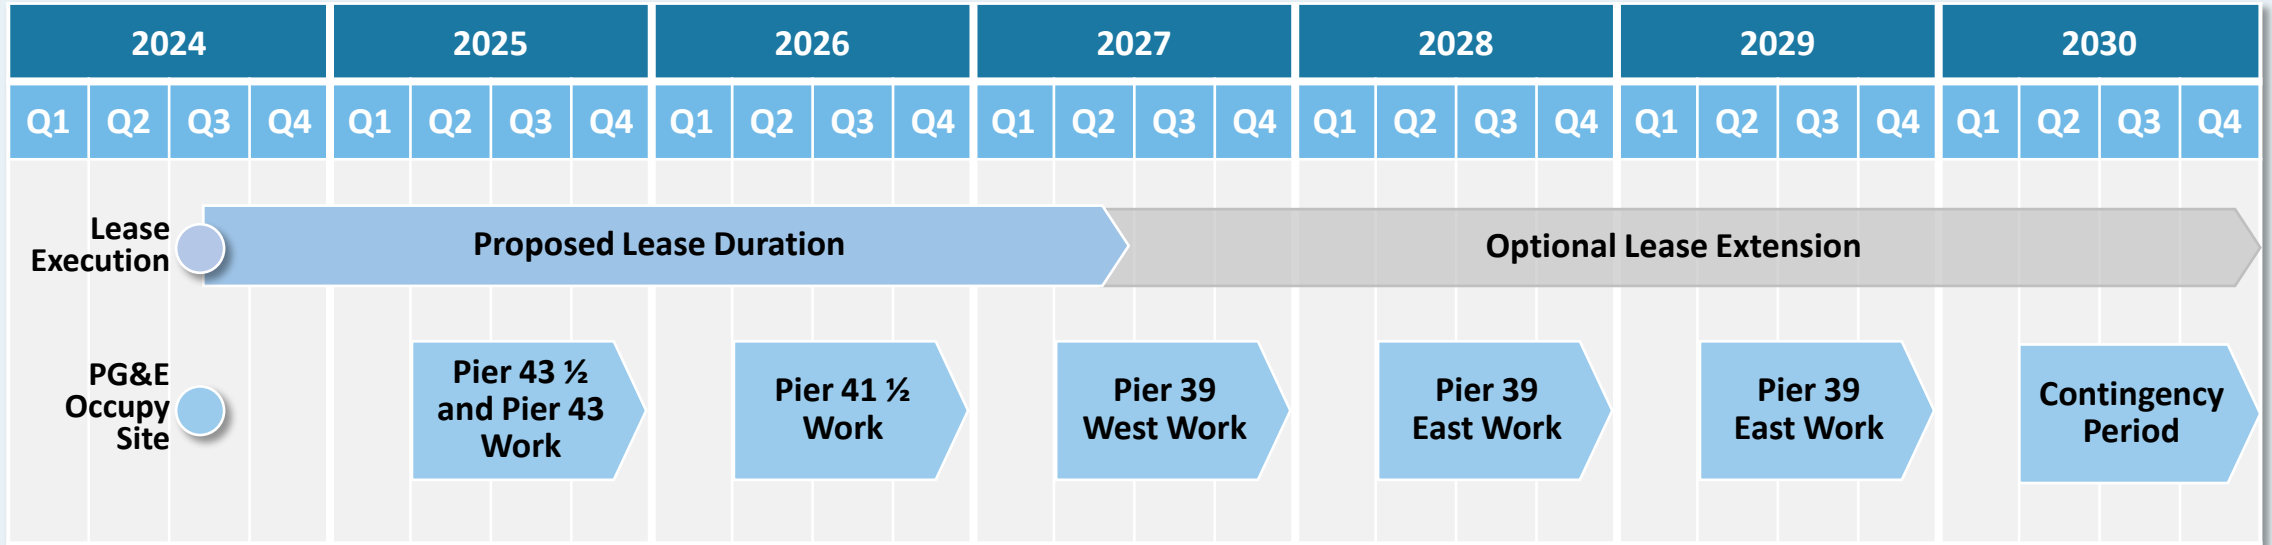 2024 2025 2026 2027 2028 2029 2030
Q1 Q2 Q3 Q4 Q1 Q2 Q3 Q4 Q1 Q2 Q3 Q4 Q1 Q2 Q3 Q4 Q1 Q2 Q3 Q4 Q1 Q2 Q3 Q4 Q1 Q2 Q3 Q4
Lease
Execution
Proposed Lease Duration
Optional Lease Extension
PG&E
Occupy
Site
Pier 43 ½
and Pier 43
Work
Pier 41 ½
Work
Pier 39
West Work
Pier 39
East Work
Pier 39
East Work
Contingency
Period